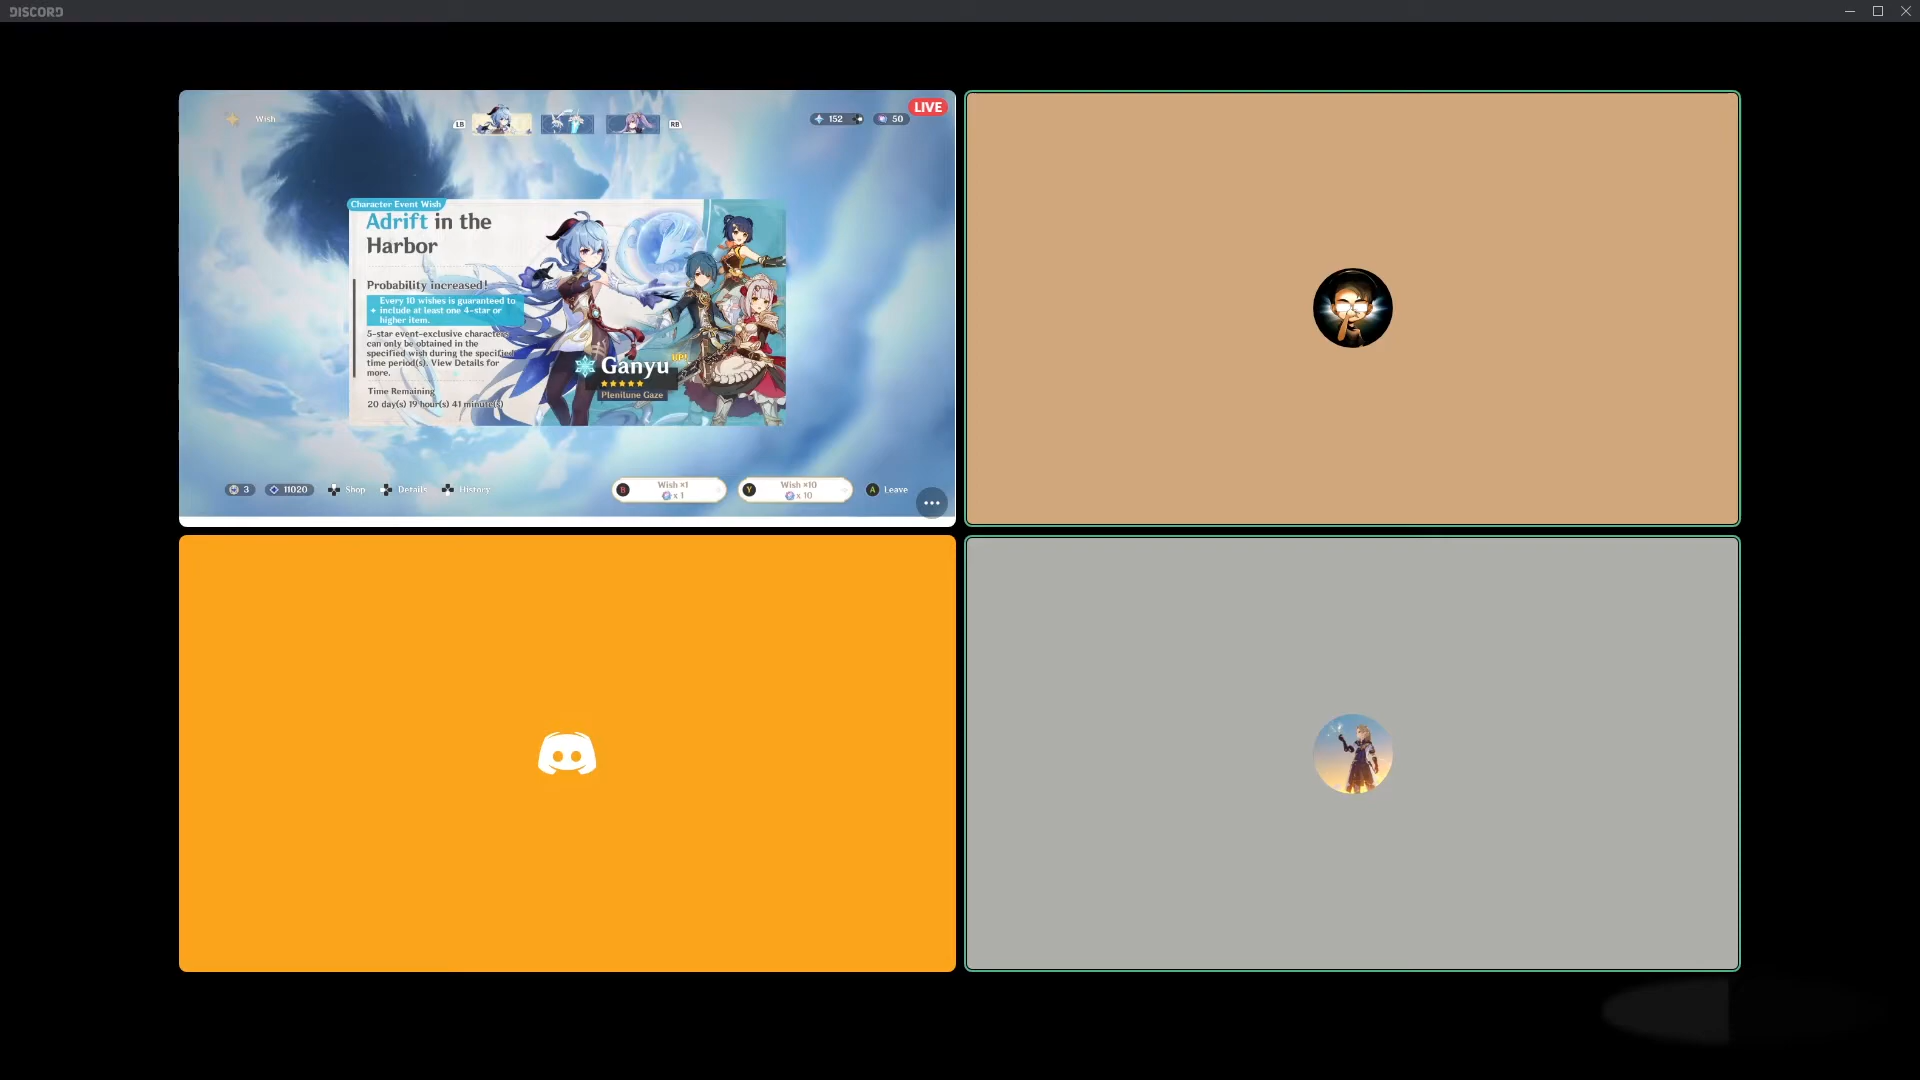 DISCORD
LIVE
Wish
LB
RB
152
50
Character Event Wish
Adrift in the
Harbor
Probability increased!
Every 10 wishes is guaranteed to
include at least one 4-star or
higher item.
5-star event-exclusive characters
can only be obtained in the
specified wish during the specified
time period(s). View Details for
more.
Time Remaining
20 day(s) 19 hour(s) 41 minute(s)
UP!
Ganyu
Plenilune Gaze
3
11020
Shop
Details
History
B
Wish ×1
x 1
Y
Wish ×10
x 10
A
Leave